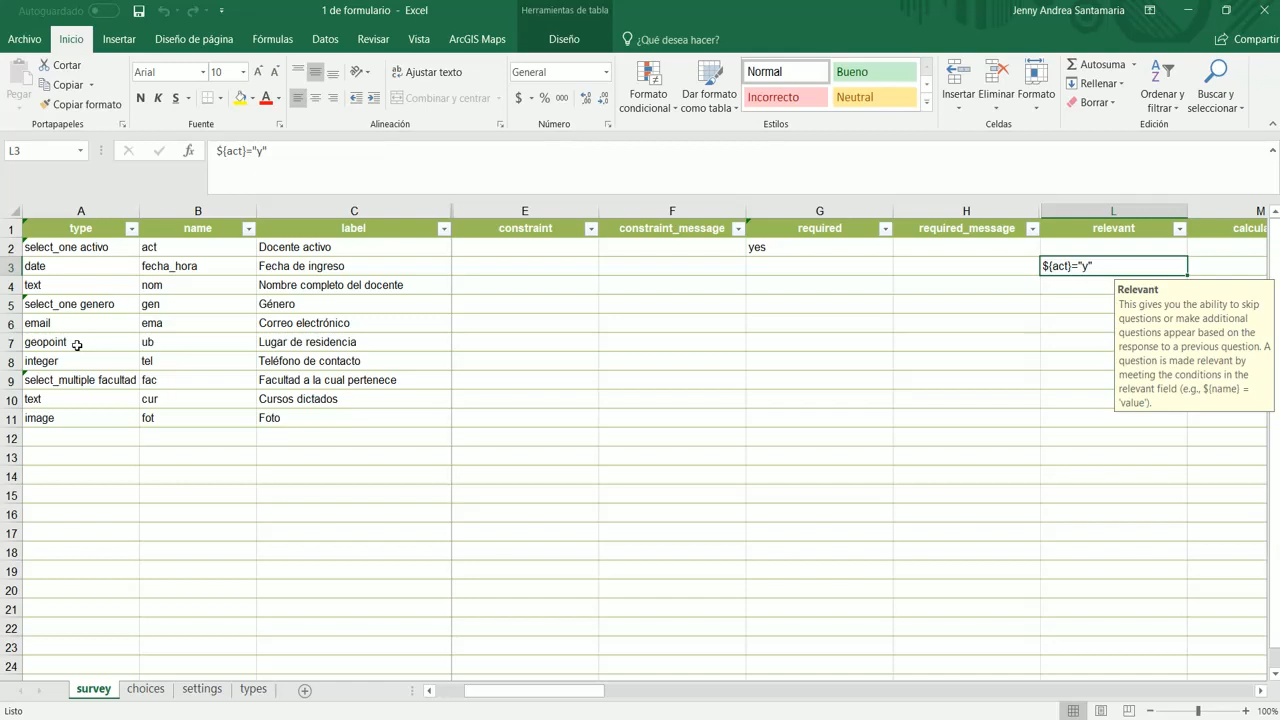 Autoguardado
1 de formulario - Excel
Herramientas de tabla
Jenny Andrea Santamaria
Archivo
Inicio
Insertar
Diseño de página
Fórmulas
Datos
Revisar
Vista
ArcGIS Maps
Diseño
¿Qué desea hacer?
Compartir
Pegar
Cortar
Copiar
Copiar formato
Portapapeles
Arial
10
N K S
Fuente
Ajustar texto
Combinar y centrar
Alineación
General
$ % 000
Número
Formato condicional
Dar formato como tabla
Normal
Bueno
Incorrecto
Neutral
Estilos
Insertar
Eliminar
Formato
Celdas
Autosuma
Rellenar
Borrar
Ordenar y filtrar
Buscar y seleccionar
Edición
L3
fx
${act}="y"
A B C E F G H L M
1 type name label constraint constraint_message required required_message relevant calcula
2 select_one activo act Docente activo yes
3 date fecha_hora Fecha de ingreso ${act}="y"
4 text nom Nombre completo del docente
5 select_one genero gen Género
6 email ema Correo electrónico
7 geopoint ub Lugar de residencia
8 integer tel Teléfono de contacto
9 select_multiple facultad fac Facultad a la cual pertenece
10 text cur Cursos dictados
11 image fot Foto
12
13
14
15
16
17
18
19
20
21
22
23
24
Relevant
This gives you the ability to skip
questions or make additional
questions appear based on the
response to a previous question. A
question is made relevant by
meeting the conditions in the
relevant field (e.g., ${name} =
'value').
survey
choices
settings
types
Listo
100%